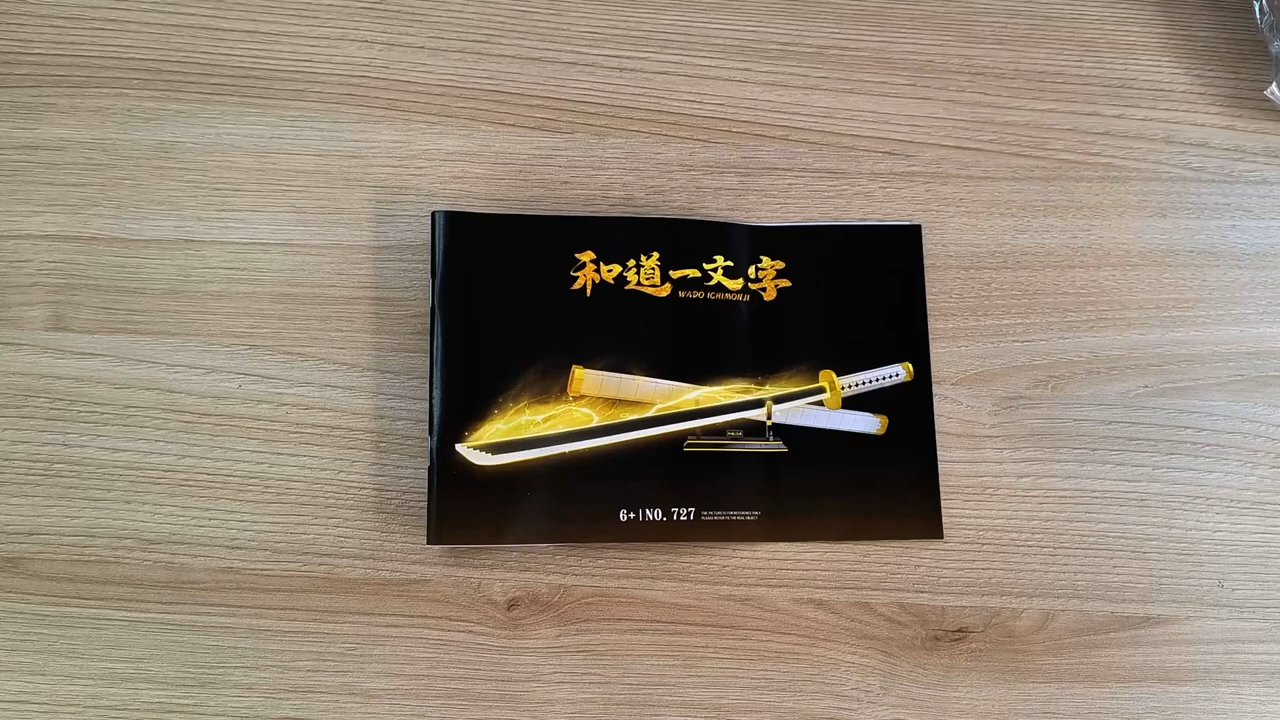 和道一文字
WADO ICHIMONJI
6+ | NO. 727
THE PICTURE IS FOR REFERENCE ONLY,
PLEASE REFER TO THE REAL OBJECT